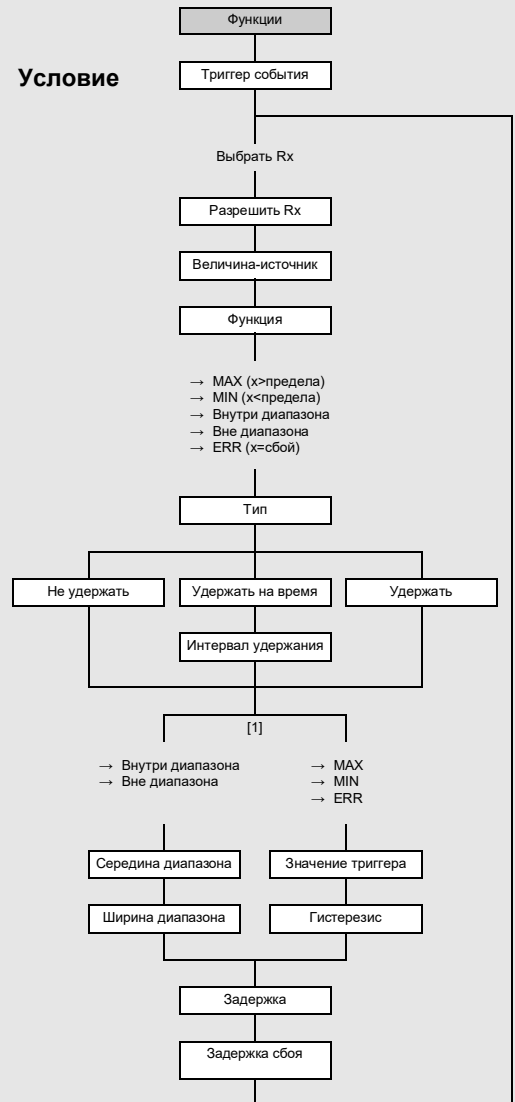 Функции
Условие
Триггер события
Выбрать Rx
Разрешить Rx
Величина-источник
Функция
→ MAX (x>предела)
→ MIN (x<предела)
→ Внутри диапазона
→ Вне диапазона
→ ERR (x=сбой)
Тип
Не удержать
Удержать на время
Удержать
Интервал удержания
[1]
→ Внутри диапазона
→ Вне диапазона
→ MAX
→ MIN
→ ERR
Середина диапазона
Значение триггера
Ширина диапазона
Гистерезис
Задержка
Задержка сбоя